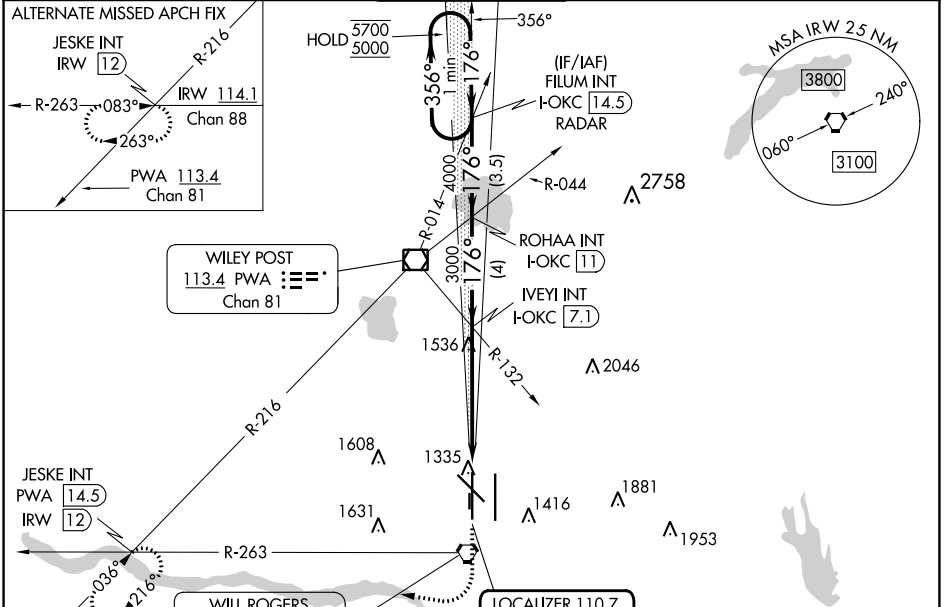 ALTERNATE MISSED APCH FIX
JESKE INT
IRW 12
R-216
R-263
083°
IRW 114.1
Chan 88
263°
PWA 113.4
Chan 81
HOLD 5700
5000
356°
1 min
176°
356°
(IF/IAF)
FILUM INT
I-OKC 14.5
RADAR
MSA IRW 25 NM
3800
240°
060°
3100
R-014
4000
176°
(3.5)
R-044
2758
WILEY POST
113.4 PWA
Chan 81
3000
176°
(4)
ROHAA INT
I-OKC 11
IVEYI INT
I-OKC 7.1
1536
R-132
2046
R-216
1608
1335
1631
1416
1881
1953
JESKE INT
PWA 14.5
IRW 12
R-263
036°
216°
WILL ROGERS
LOCALIZER 110.7